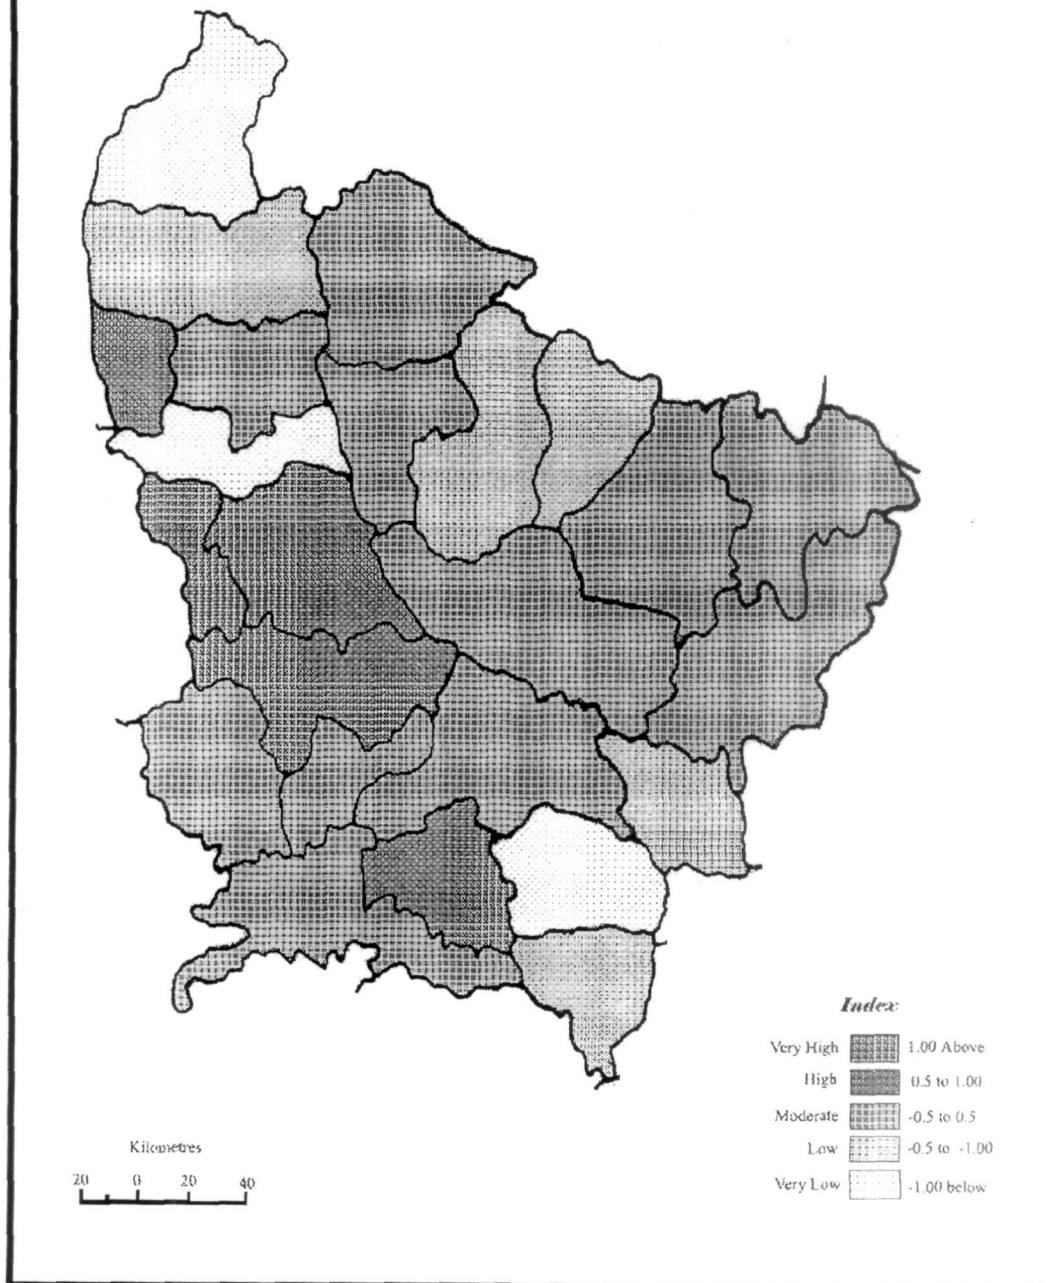 Index
Very High 1.00 Above
High 0.5 to 1.00
Moderate -0.5 to 0.5
Low -0.5 to -1.00
Very Low -1.00 below
Kilometres
20 0 20 40